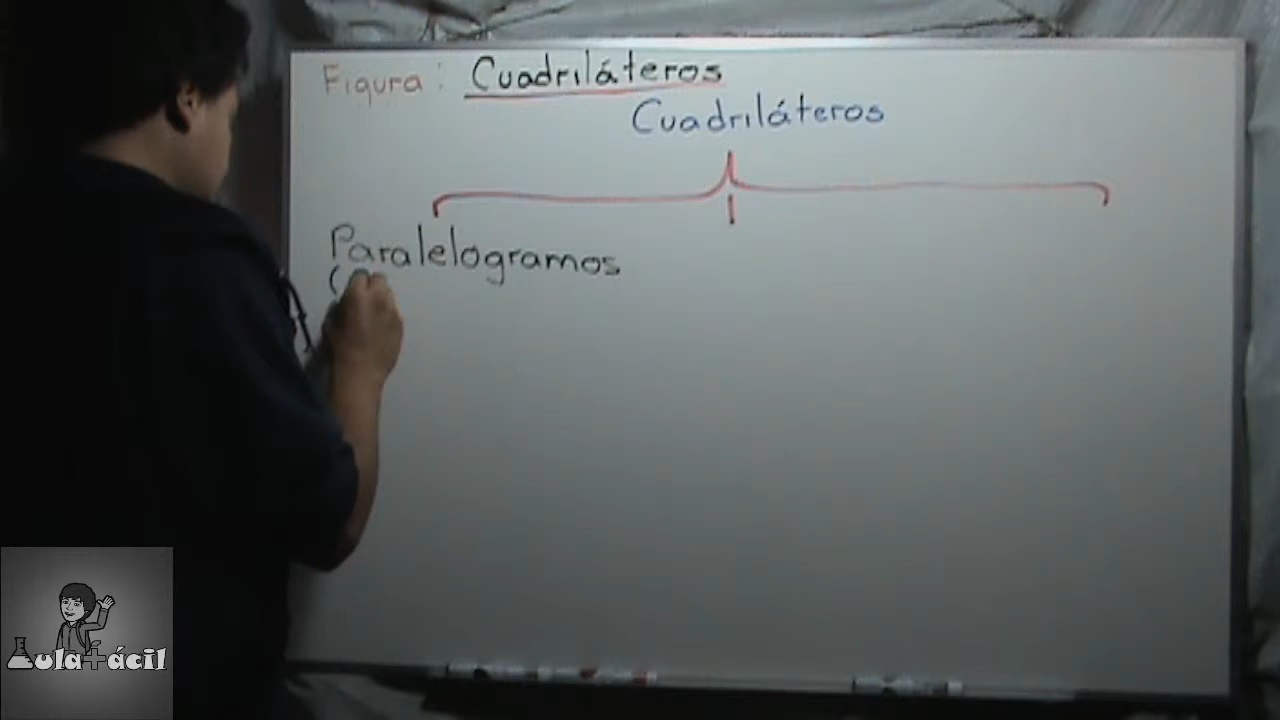 Figura: Cuadriláteros
Cuadriláteros
Paralelogramos
(
Aula+ácil